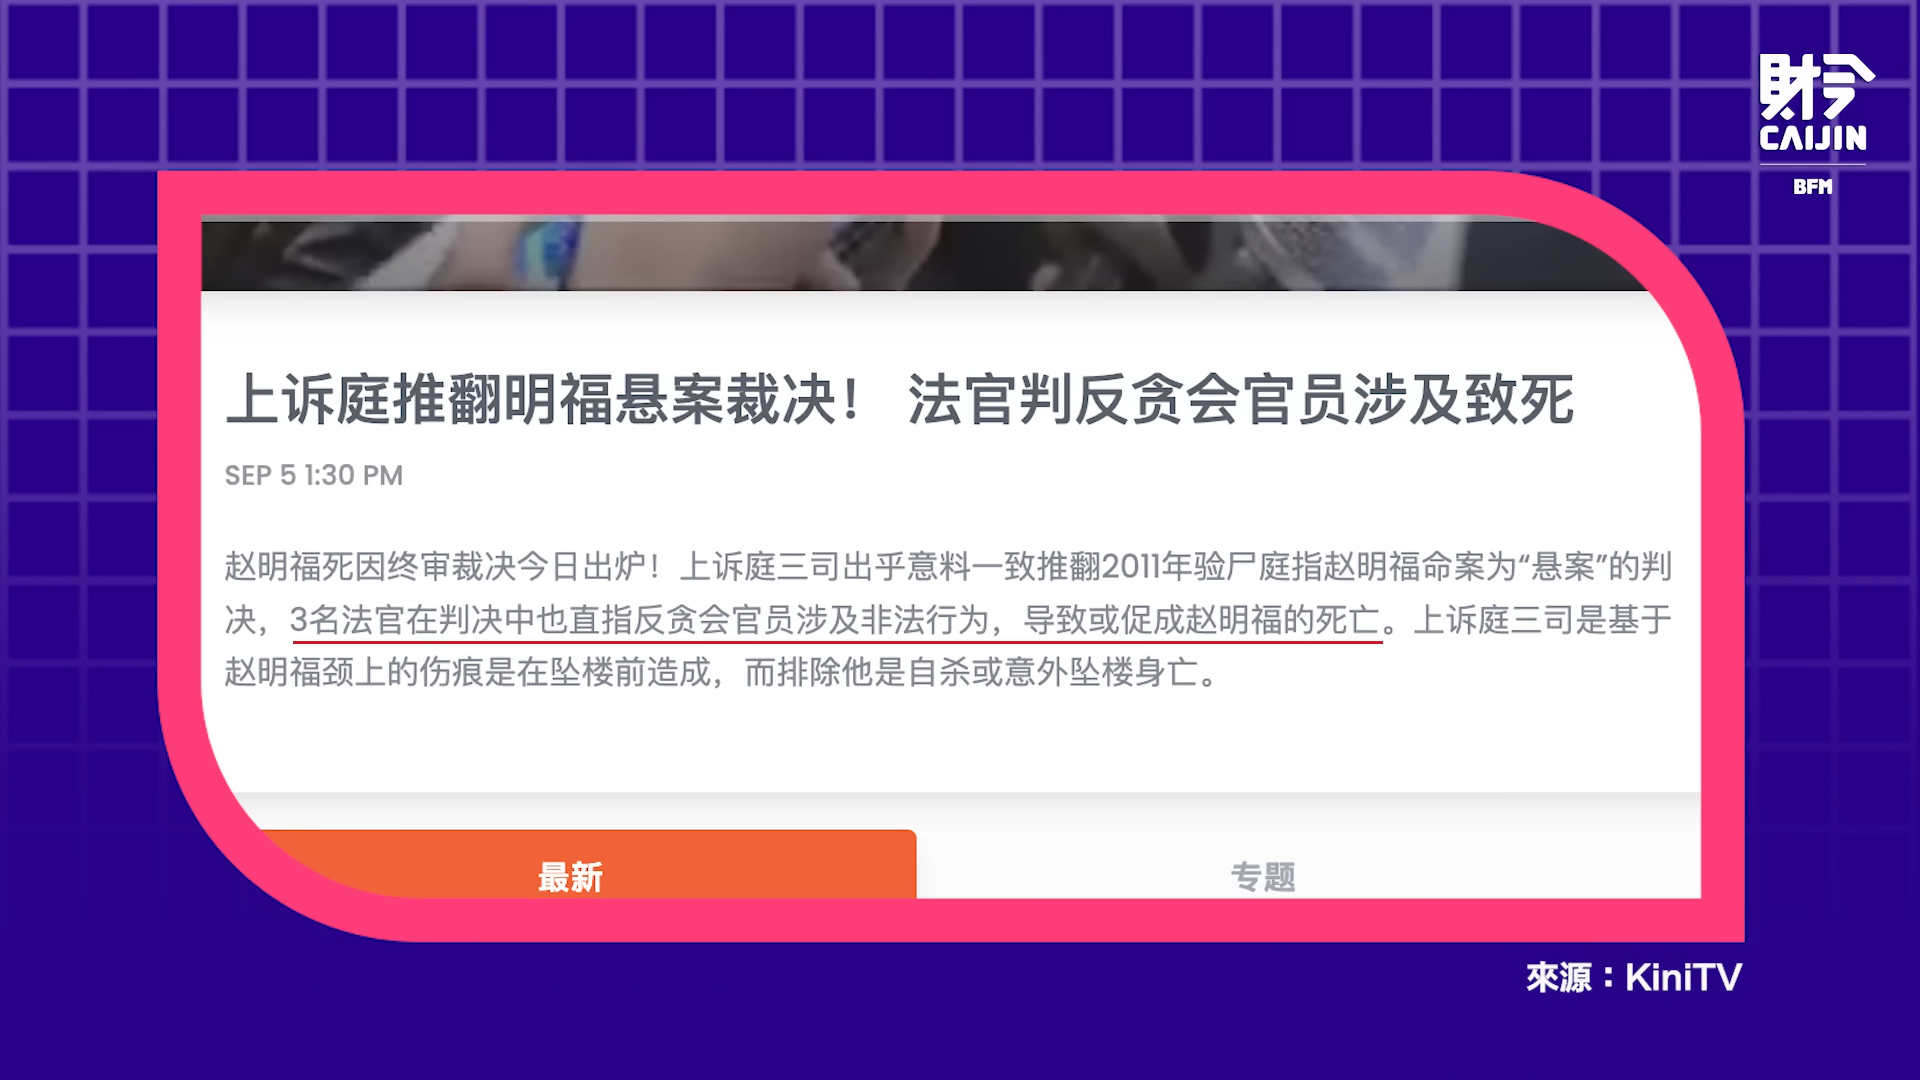 財今
CAIJIN
BFM
上诉庭推翻明福悬案裁决！ 法官判反贪会官员涉及致死
SEP 5 1:30 PM
赵明福死因终审裁决今日出炉！上诉庭三司出乎意料一致推翻2011年验尸庭指赵明福命案为“悬案”的判
决，3名法官在判决中也直指反贪会官员涉及非法行为，导致或促成赵明福的死亡。上诉庭三司是基于
赵明福颈上的伤痕是在坠楼前造成，而排除他是自杀或意外坠楼身亡。
最新
专题
來源：KiniTV